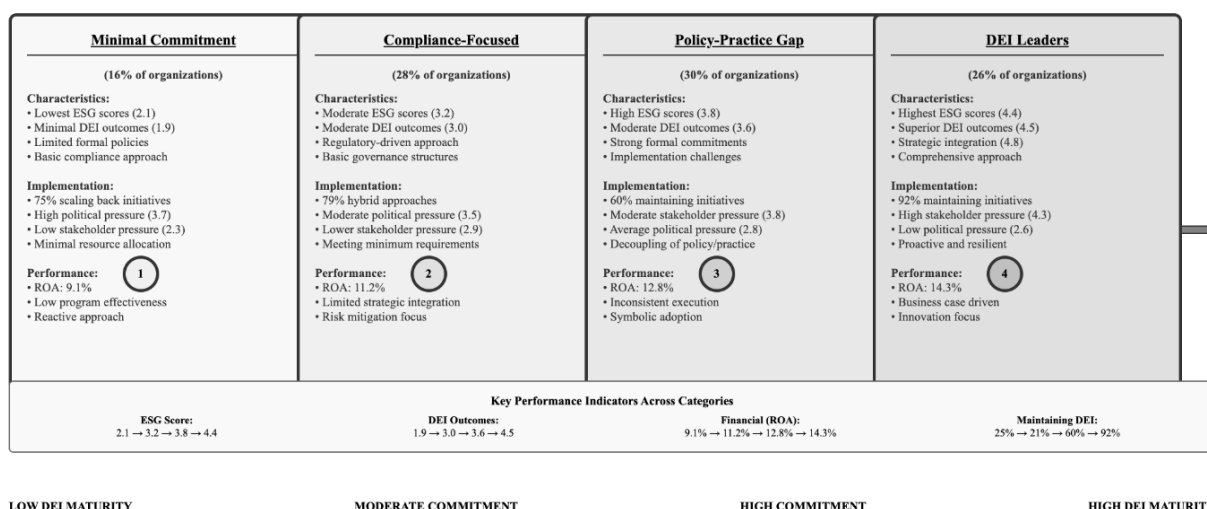 Minimal Commitment
(16% of organizations)
Characteristics:
• Lowest ESG scores (2.1)
• Minimal DEI outcomes (1.9)
• Limited formal policies
• Basic compliance approach
Implementation:
• 75% scaling back initiatives
• High political pressure (3.7)
• Low stakeholder pressure (2.3)
• Minimal resource allocation
Performance:
1
• ROA: 9.1%
• Low program effectiveness
• Reactive approach
Compliance-Focused
(28% of organizations)
Characteristics:
• Moderate ESG scores (3.2)
• Moderate DEI outcomes (3.0)
• Regulatory-driven approach
• Basic governance structures
Implementation:
• 79% hybrid approaches
• Moderate political pressure (3.5)
• Lower stakeholder pressure (2.9)
• Meeting minimum requirements
Performance:
2
• ROA: 11.2%
• Limited strategic integration
• Risk mitigation focus
Policy-Practice Gap
(30% of organizations)
Characteristics:
• High ESG scores (3.8)
• Moderate DEI outcomes (3.6)
• Strong formal commitments
• Implementation challenges
Implementation:
• 60% maintaining initiatives
• Moderate stakeholder pressure (3.8)
• Average political pressure (2.8)
• Decoupling of policy/practice
Performance:
3
• ROA: 12.8%
• Inconsistent execution
• Symbolic adoption
DEI Leaders
(26% of organizations)
Characteristics:
• Highest ESG scores (4.4)
• Superior DEI outcomes (4.5)
• Strategic integration (4.8)
• Comprehensive approach
Implementation:
• 92% maintaining initiatives
• High stakeholder pressure (4.3)
• Low political pressure (2.6)
• Proactive and resilient
Performance:
4
• ROA: 14.3%
• Business case driven
• Innovation focus
Key Performance Indicators Across Categories
ESG Score:
2.1 → 3.2 → 3.8 → 4.4
DEI Outcomes:
1.9 → 3.0 → 3.6 → 4.5
Financial (ROA):
9.1% → 11.2% → 12.8% → 14.3%
Maintaining DEI:
25% → 21% → 60% → 92%
LOW DEI MATURITY
MODERATE COMMITMENT
HIGH COMMITMENT
HIGH DEI MATURIT